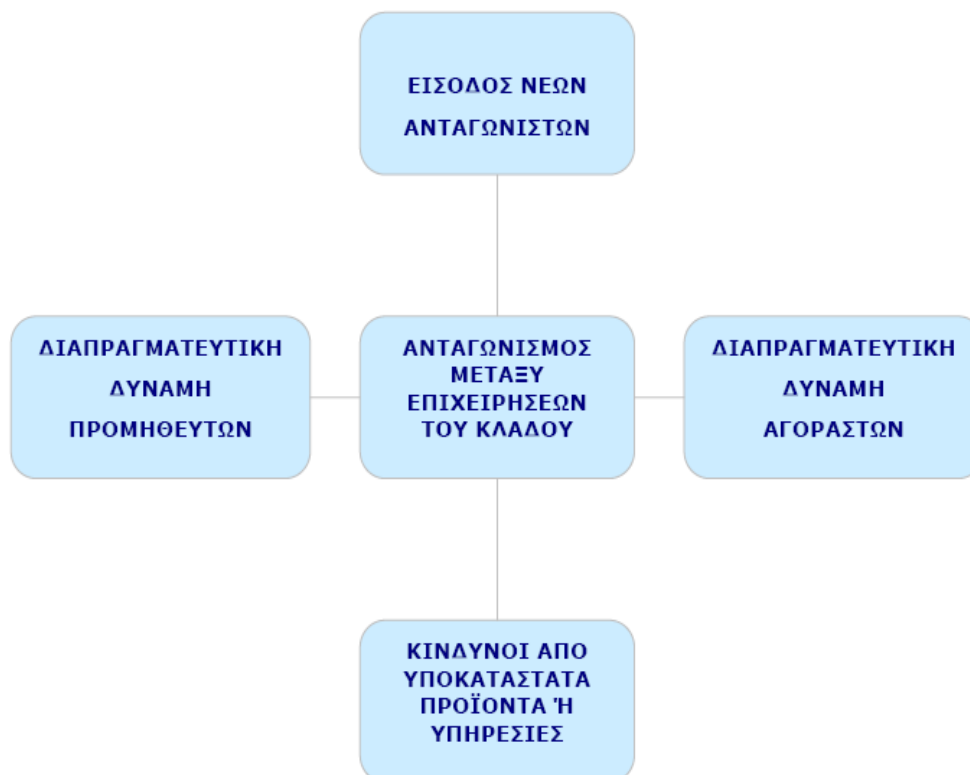 ΕΙΣΟΔΟΣ ΝΕΩΝ
ΑΝΤΑΓΩΝΙΣΤΩΝ
ΔΙΑΠΡΑΓΜΑΤΕΥΤΙΚΗ
ΔΥΝΑΜΗ
ΠΡΟΜΗΘΕΥΤΩΝ
ΑΝΤΑΓΩΝΙΣΜΟΣ
ΜΕΤΑΞΥ
ΕΠΙΧΕΙΡΗΣΕΩΝ
ΤΟΥ ΚΛΑΔΟΥ
ΔΙΑΠΡΑΓΜΑΤΕΥΤΙΚΗ
ΔΥΝΑΜΗ
ΑΓΟΡΑΣΤΩΝ
ΚΙΝΔΥΝΟΙ ΑΠΟ
ΥΠΟΚΑΤΑΣΤΑΤΑ
ΠΡΟΪΟΝΤΑ Ή
ΥΠΗΡΕΣΙΕΣ